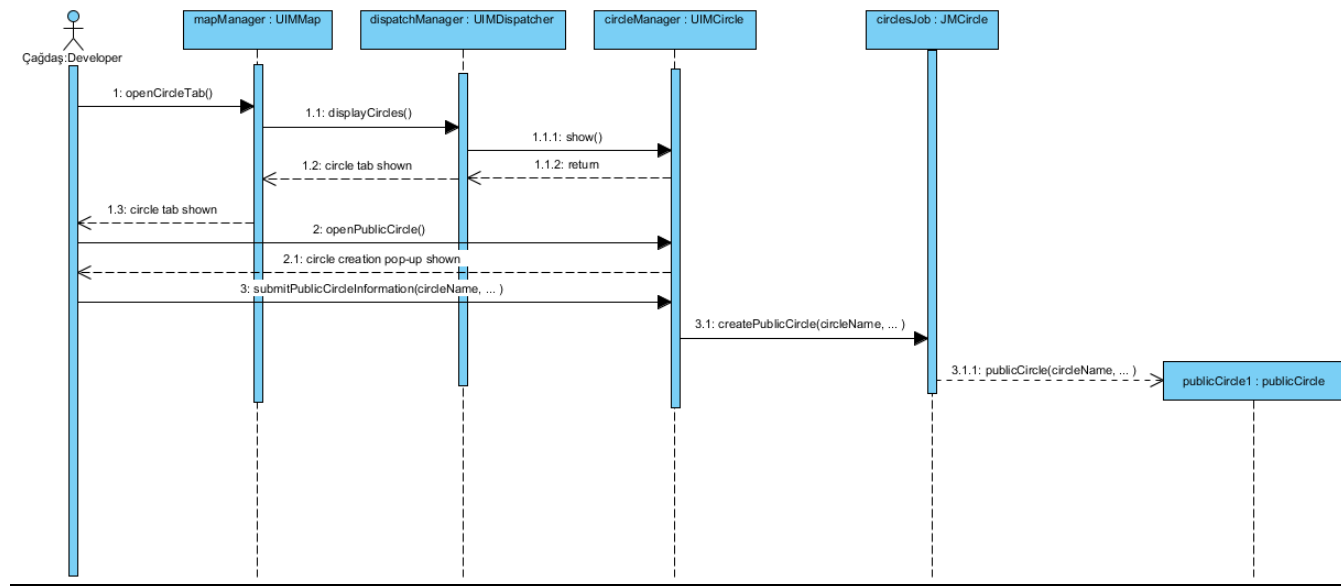 mapManager : UIMMap
dispatchManager : UIMDispatcher
circleManager : UIMCircle
circlesJob : JMCircle
Çağdaş:Developer
1: openCircleTab()
1.1: displayCircles()
1.1.1: show()
1.1.2: return
1.2: circle tab shown
1.3: circle tab shown
2: openPublicCircle()
2.1: circle creation pop-up shown
3: submitPublicCircleInformation(circleName, ... )
3.1: createPublicCircle(circleName, ... )
3.1.1: publicCircle(circleName, ... )
publicCircle1 : publicCircle